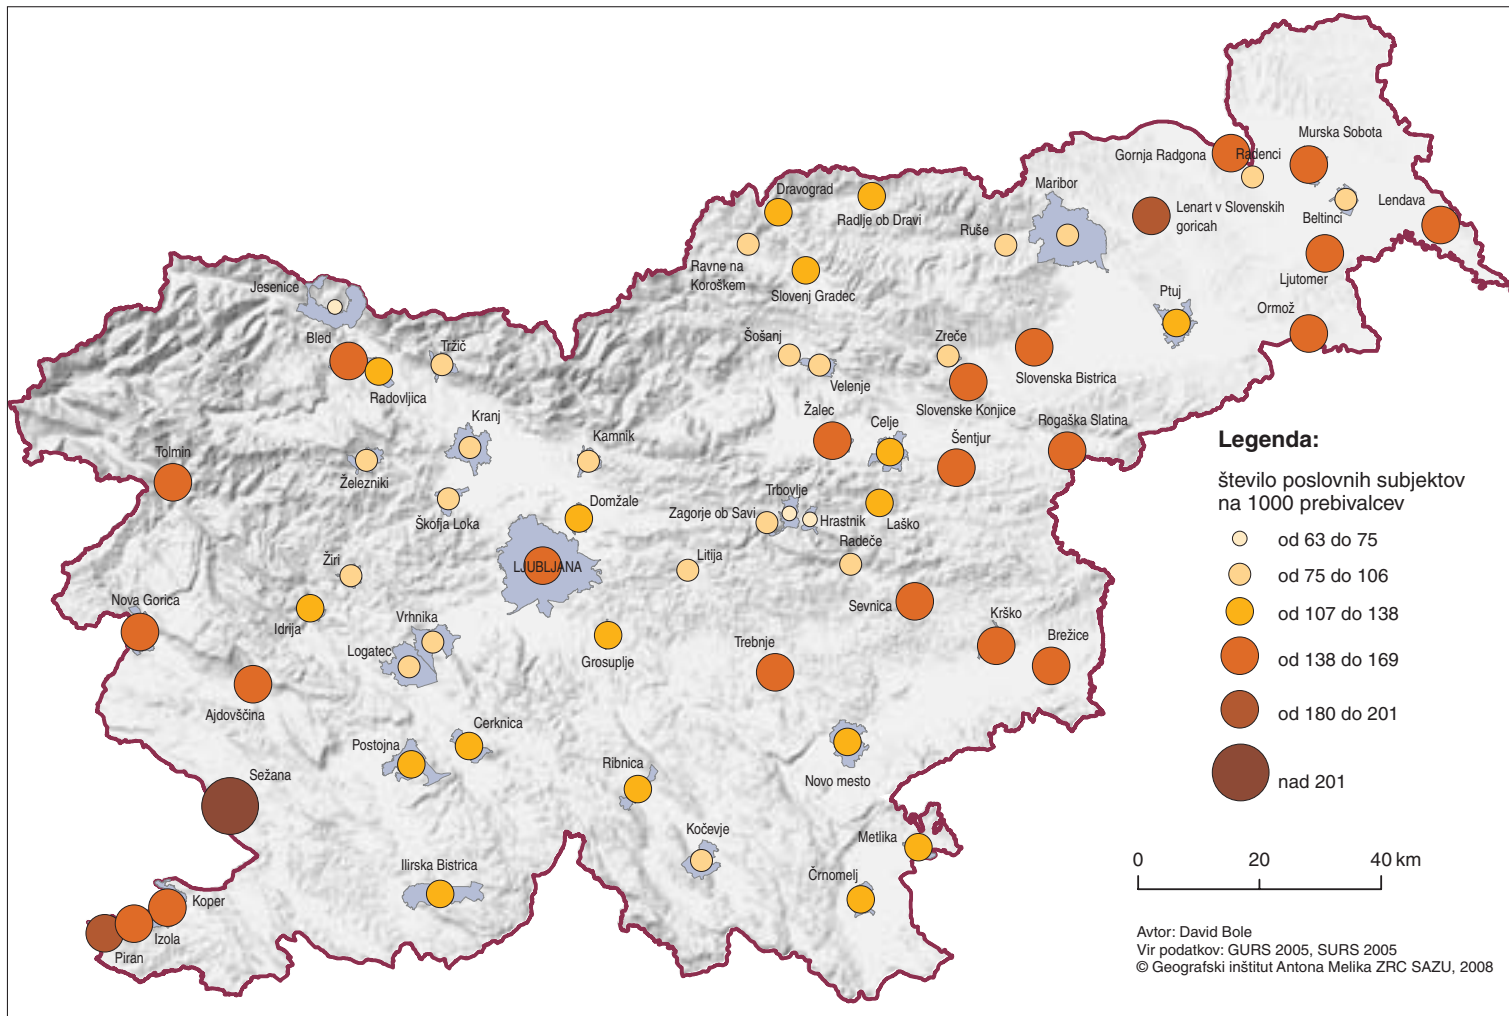 Murska Sobota
Gornja Radgona
Radenci
Maribor
Dravograd
Radlje ob Dravi
Lenart v Slovenskih
goricah
Beltinci
Lendava
Ruše
Ravne na
Koroškem
Slovenj Gradec
Ljutomer
Jesenice
Ptuj
Ormož
Bled
Tržič
Šošanj
Zreče
Velenje
Slovenska Bistrica
Radovljica
Slovenske Konjice
Kranj
Žalec
Celje
Šentjur
Rogaška Slatina
Kamnik
Tolmin
Železniki
Škofja Loka
Domžale
Trbovlje
Zagorje ob Savi
Hrastnik
Laško
Radeče
Litija
LJUBLJANA
Žiri
Nova Gorica
Idrija
Vrhnika
Logatec
Grosuplje
Sevnica
Krško
Brežice
Trebnje
Ajdovščina
Cerknica
Postojna
Ribnica
Novo mesto
Sežana
Kočevje
Metlika
Črnomelj
Ilirska Bistrica
Koper
Izola
Piran
Legenda:
število poslovnih subjektov
na 1000 prebivalcev
od 63 do 75
od 75 do 106
od 107 do 138
od 138 do 169
od 180 do 201
nad 201
0 20 40 km
Avtor: David Bole
Vir podatkov: GURS 2005, SURS 2005
© Geografski inštitut Antona Melika ZRC SAZU, 2008